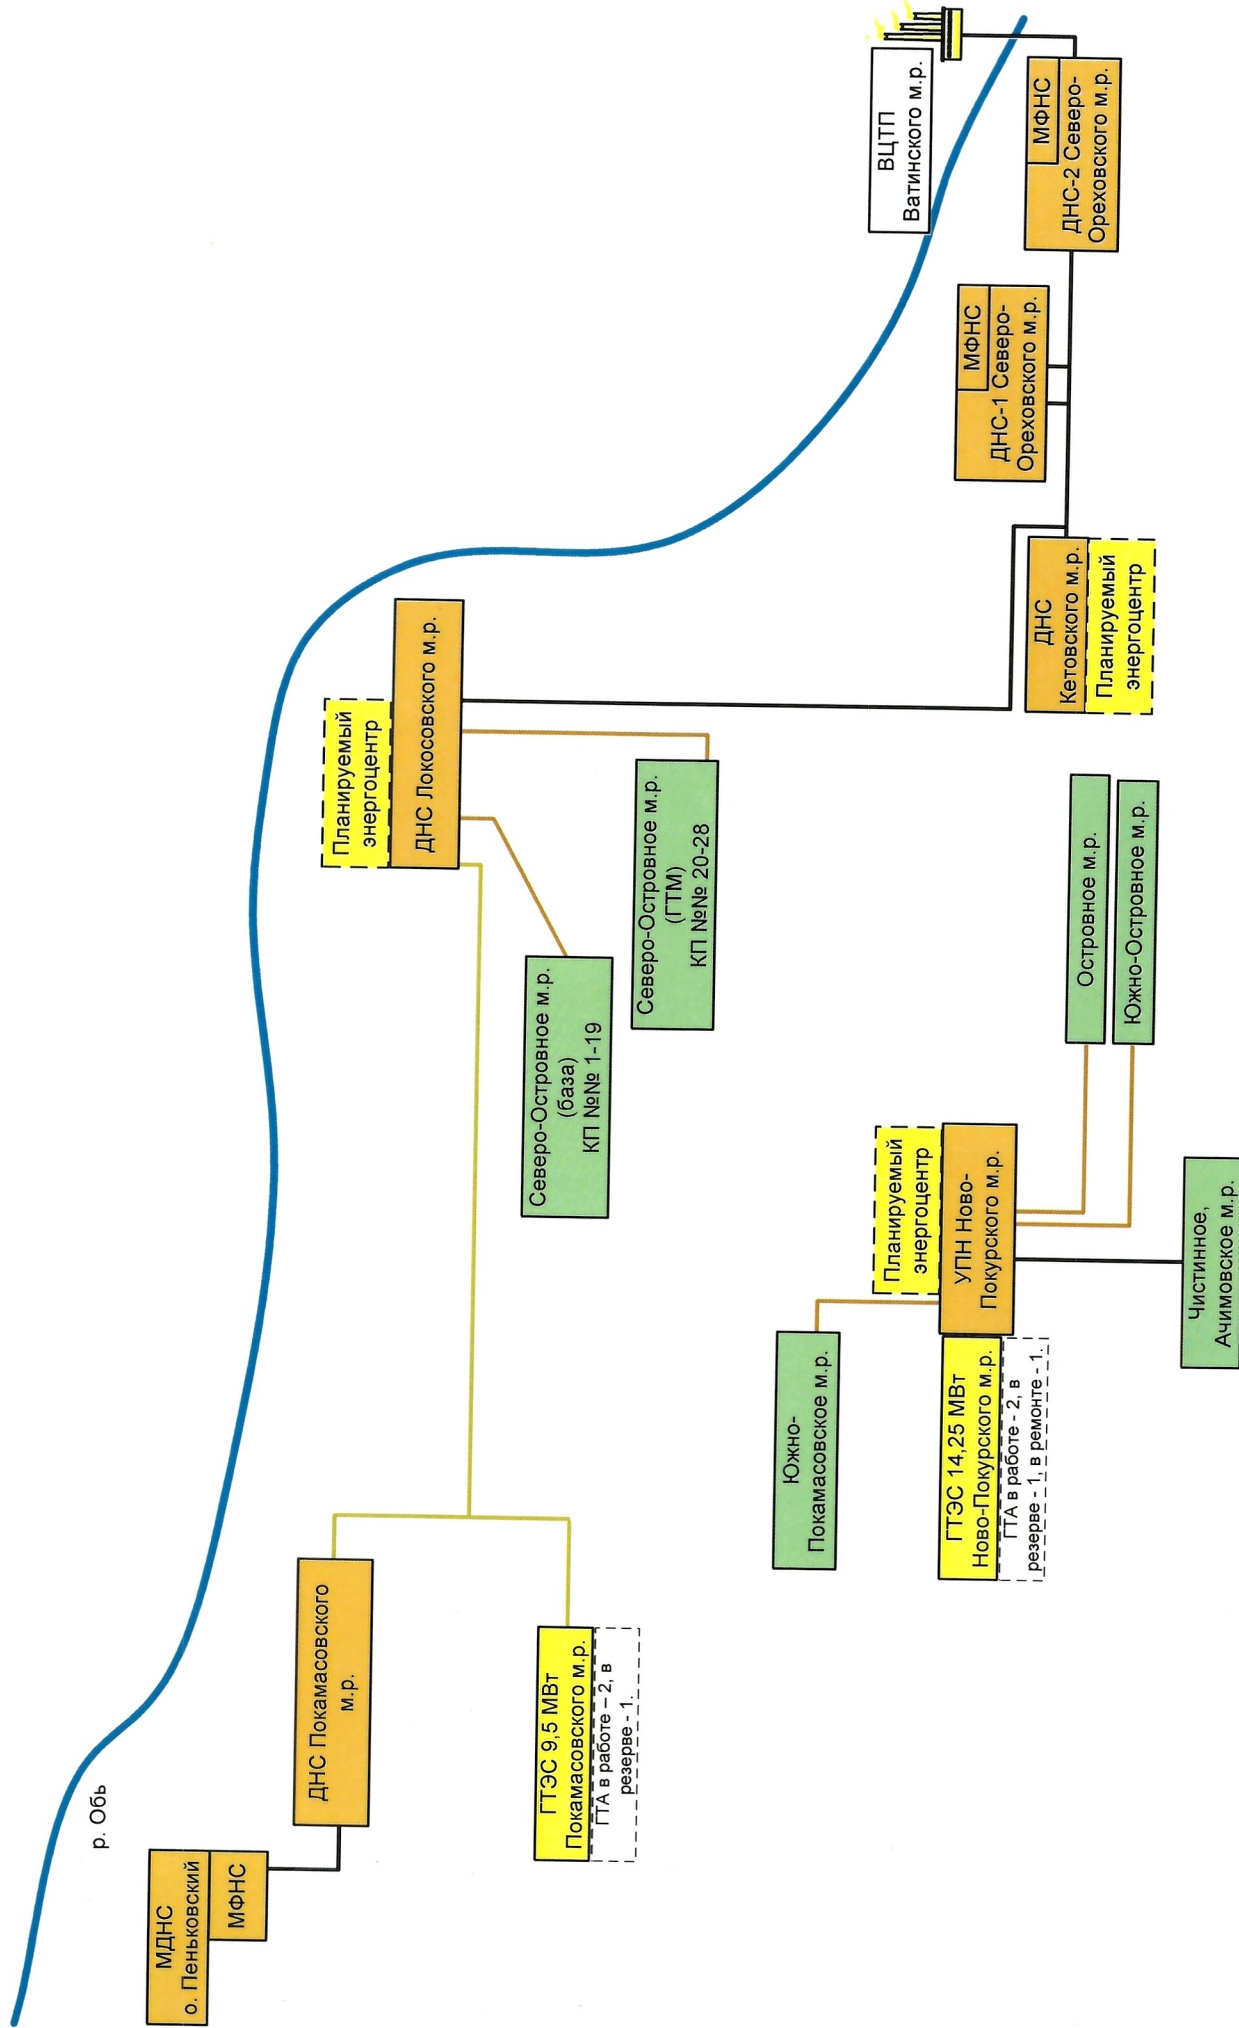 р. Обь
МДНС
о. Пеньковский
МФНС
ДНС Покамасовского
м.р.
ГТЭС 9,5 МВт
Покамасовского м.р.
ГТА в работе – 2, в
резерве - 1.
Планируемый
энергоцентр
ДНС Локосовского м.р.
Северо-Островное м.р.
(база)
КП №№ 1-19
Северо-Островное м.р.
(ГТМ)
КП №№ 20-28
Южно-
Покамасовское м.р.
Планируемый
энергоцентр
УПН Ново-
Покурского м.р.
ГТЭС 14,25 МВт
Ново-Покурского м.р.
ГТА в работе - 2, в
резерве - 1, в ремонте - 1.
Островное м.р.
Южно-Островное м.р.
Чистинное,
Ачимовское м.р.
ДНС
Кетовского м.р.
Планируемый
энергоцентр
МФНС
ДНС-1 Северо-
Ореховского м.р.
МФНС
ДНС-2 Северо-
Ореховского м.р.
ВЦТП
Ватинского м.р.